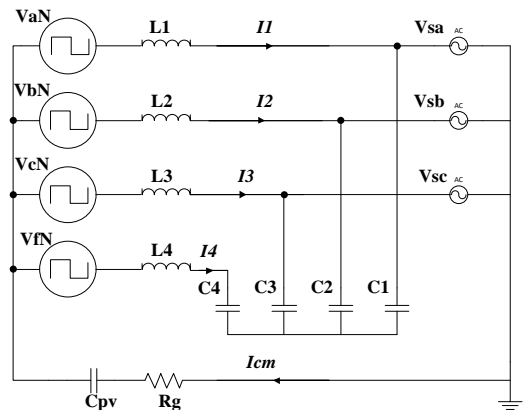 VaN L1 I1 Vsa AC
VbN L2 I2 Vsb AC
VcN L3 I3 Vsc AC
VfN L4 I4
C4 C3 C2 C1
Icm
Cpv Rg